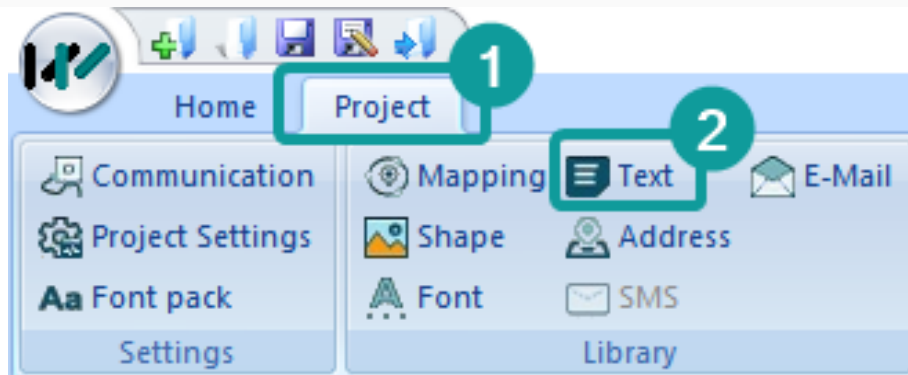 1
Home Project
2
Communication Mapping Text E-Mail
Project Settings Shape Address
Aa Font pack Font SMS
Settings Library